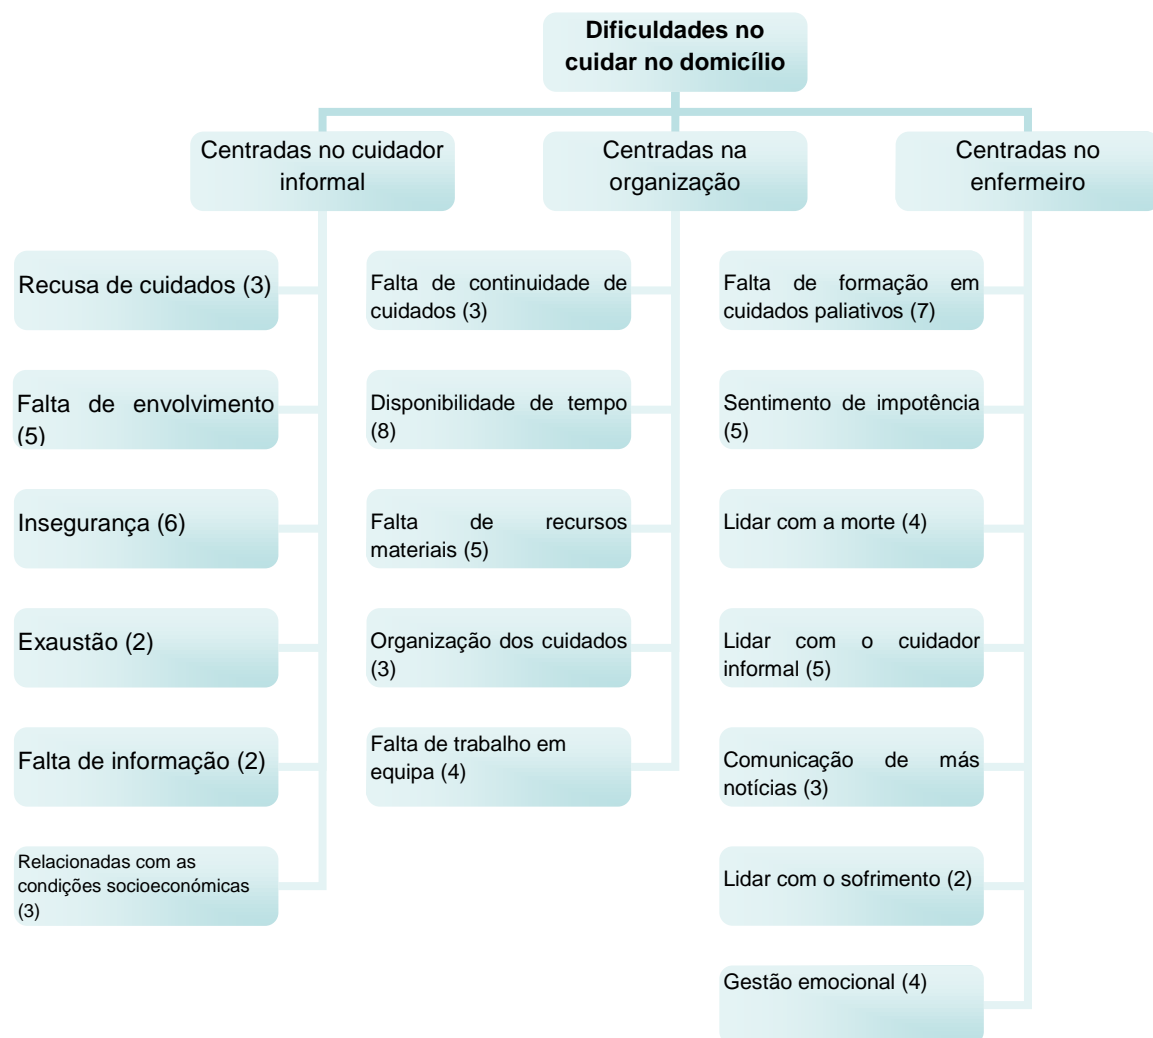 Dificuldades no
cuidar no domicílio
Centradas no cuidador
informal
Centradas na
organização
Centradas no
enfermeiro
Recusa de cuidados (3)
Falta de envolvimento
(5)
Insegurança (6)
Exaustão (2)
Falta de informação (2)
Relacionadas com as
condições socioeconómicas
(3)
Falta de continuidade de
cuidados (3)
Disponibilidade de tempo
(8)
Falta de recursos
materiais (5)
Organização dos cuidados
(3)
Falta de trabalho em
equipa (4)
Falta de formação em
cuidados paliativos (7)
Sentimento de impotência
(5)
Lidar com a morte (4)
Lidar com o cuidador
informal (5)
Comunicação de más
notícias (3)
Lidar com o sofrimento (2)
Gestão emocional (4)